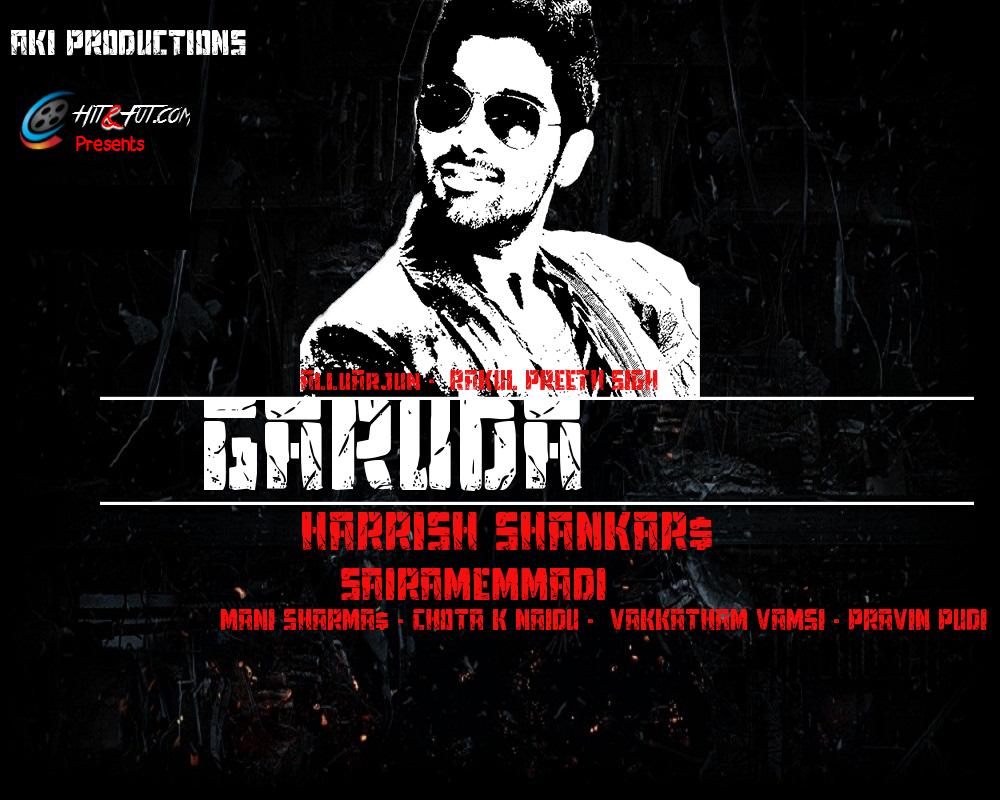 AKI PRODUCTIONS
HIT&FUT.COM
Presents
ALLUARJUN - RAKUL PREETH SIGH
GARUDA
HARRISH SHANKAR$
SAIRAMEMMADI
MANI SHARMA$ - CHOTA K NAIDU - VAKKATHAM VAMSI - PRAVIN PUDI